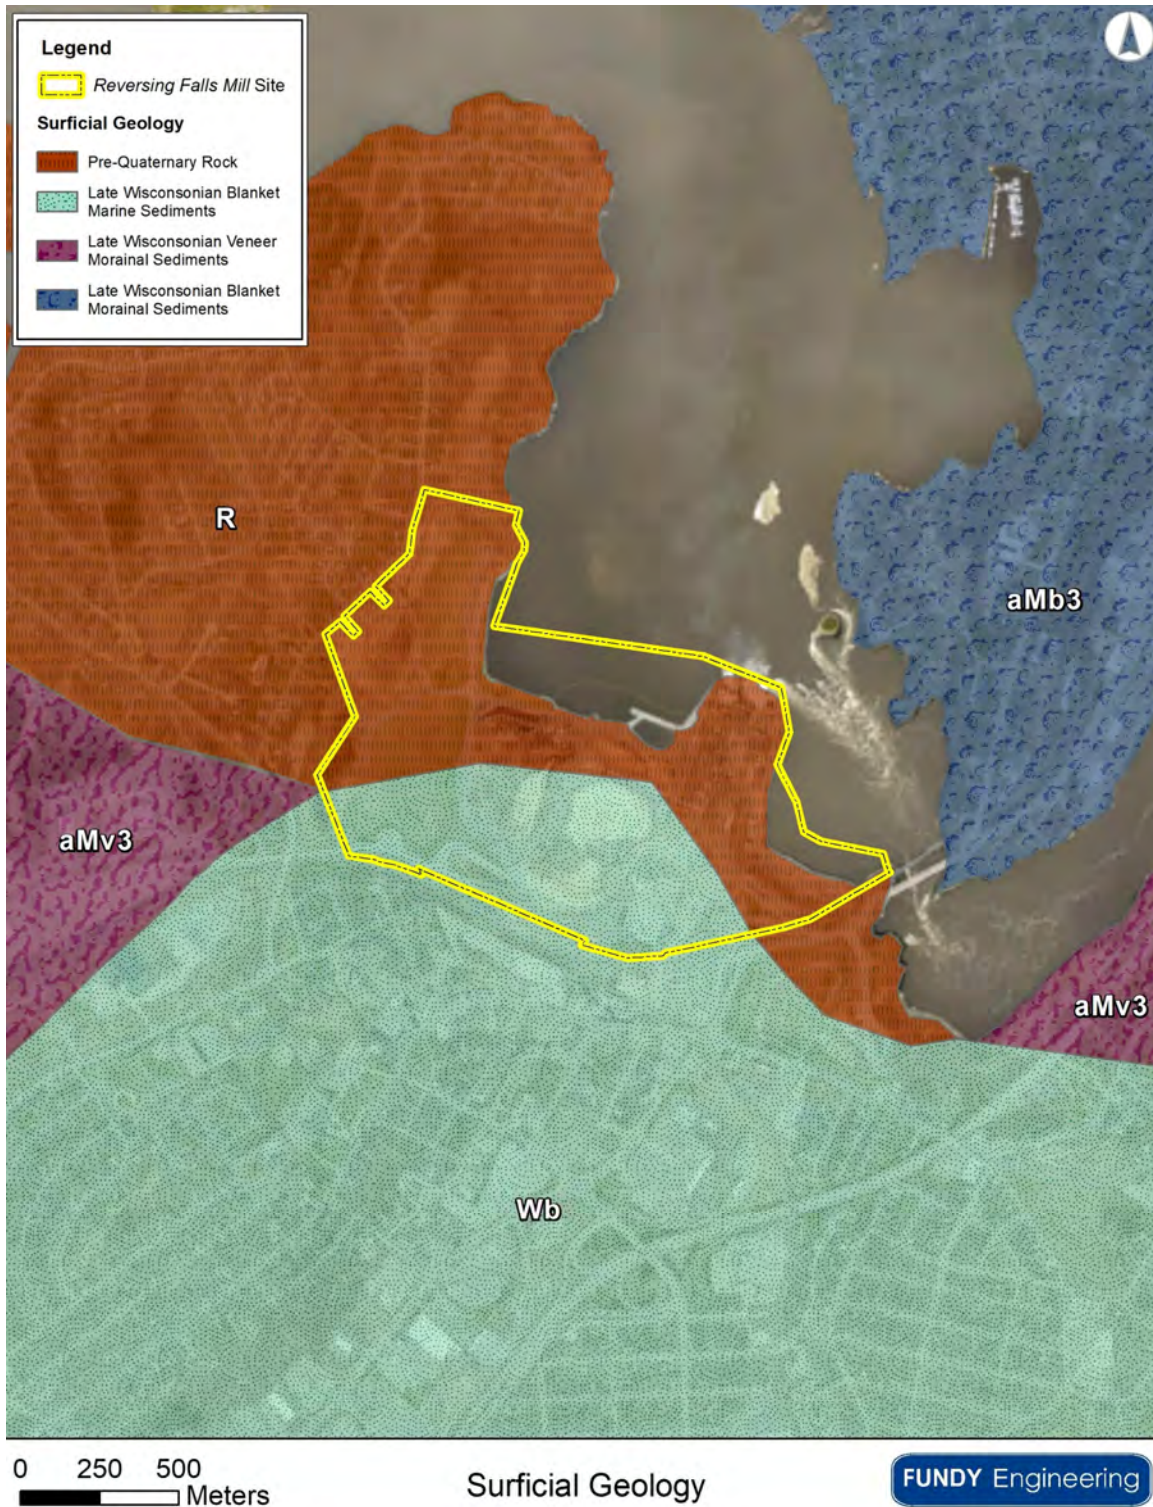 Legend
Reversing Falls Mill Site
Surficial Geology
Pre-Quaternary Rock
Late Wisconsonian Blanket
Marine Sediments
Late Wisconsonian Veneer
Morainal Sediments
Late Wisconsonian Blanket
Morainal Sediments
R
aMb3
aMv3
aMv3
Wb
0 250 500
Meters
Surficial Geology
FUNDY Engineering